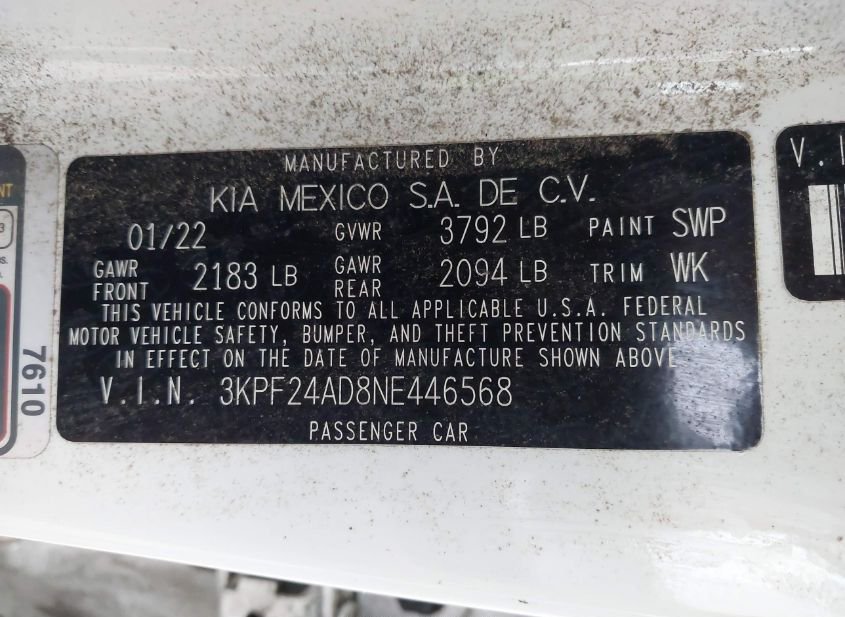 MANUFACTURED BY
KIA MEXICO S.A. DE C.V.
01/22 GVWR 3792 LB PAINT SWP
GAWR FRONT 2183 LB GAWR REAR 2094 LB TRIM WK
THIS VEHICLE CONFORMS TO ALL APPLICABLE U.S.A. FEDERAL
MOTOR VEHICLE SAFETY, BUMPER, AND THEFT PREVENTION STANDARDS
IN EFFECT ON THE DATE OF MANUFACTURE SHOWN ABOVE
V.I.N. 3KPF24AD8NE446568
PASSENGER CAR
7610
NT
3
V.I